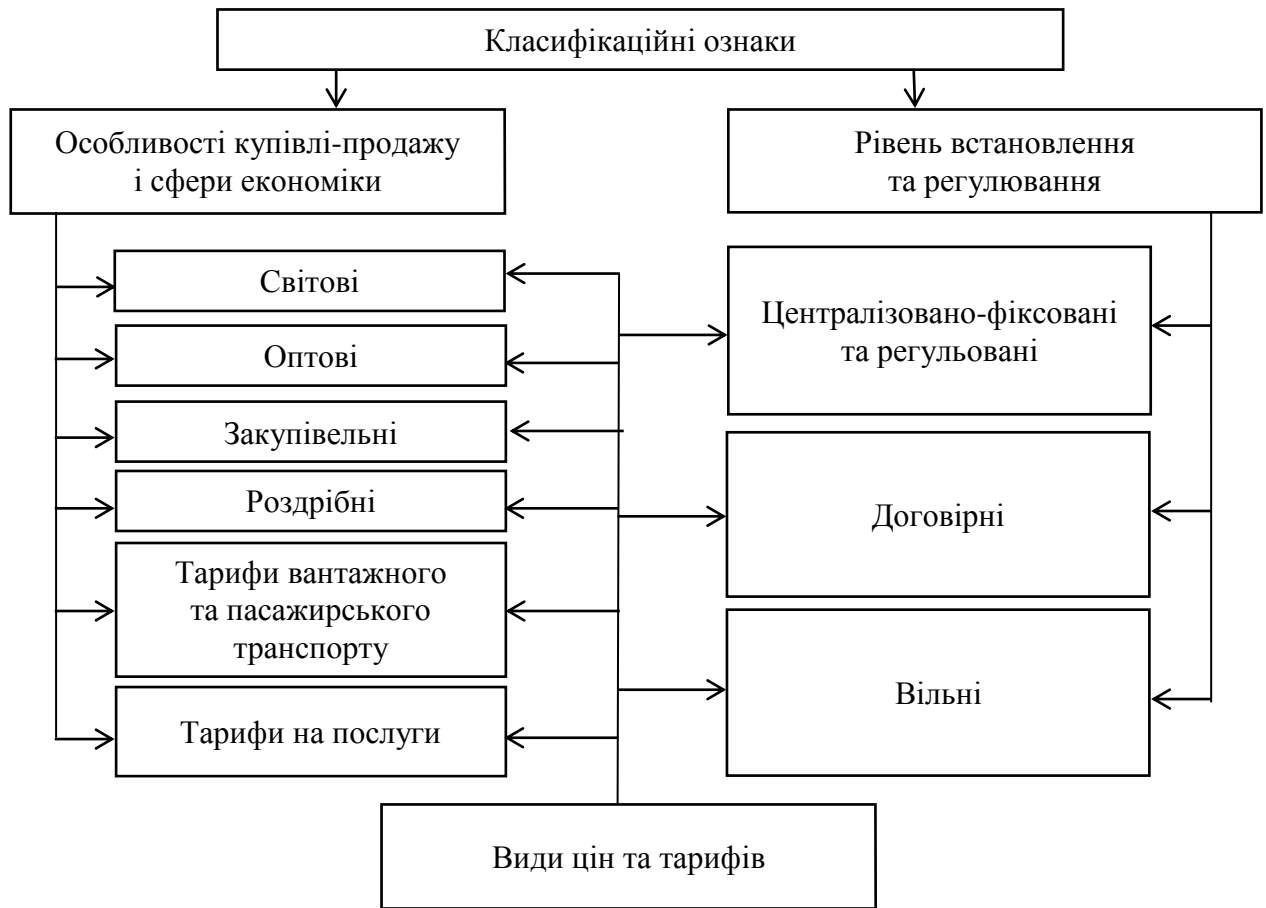 Класифікаційні ознаки
Особливості купівлі-продажу
і сфери економіки
Рівень встановлення
та регулювання
Світові
Оптові
Закупівельні
Роздрібні
Тарифи вантажного
та пасажирського
транспорту
Тарифи на послуги
Централізовано-фіксовані
та регульовані
Договірні
Вільні
Види цін та тарифів